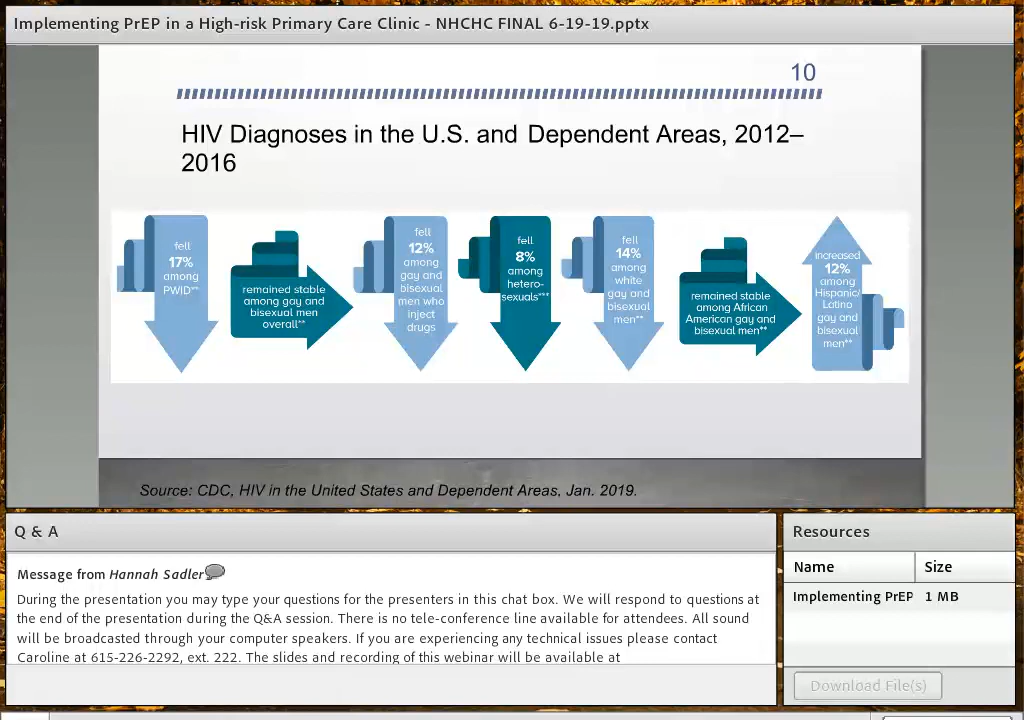 Implementing PrEP in a High-risk Primary Care Clinic - NHCHC FINAL 6-19-19.pptx
10
HIV Diagnoses in the U.S. and Dependent Areas, 2012–
2016
fell
17%
among
PWID**
remained stable
among gay and
bisexual men
overall**
fell
12%
among
gay and
bisexual
men who
inject
drugs
fell
8%
among
hetero-
sexuals***
fell
14%
among
white
gay and
bisexual
men**
remained stable
among African
American gay and
bisexual men**
increased
12%
among
Hispanic/
Latino
gay and
bisexual
men**
Source: CDC, HIV in the United States and Dependent Areas, Jan. 2019.
Q & A
Message from Hannah Sadler
During the presentation you may type your questions for the presenters in this chat box. We will respond to questions at
the end of the presentation during the Q&A session. There is no tele-conference line available for attendees. All sound
will be broadcasted through your computer speakers. If you are experiencing any technical issues please contact
Caroline at 615-226-2292, ext. 222. The slides and recording of this webinar will be available at
Resources
Name Size
Implementing PrEP 1 MB
Download File(s)